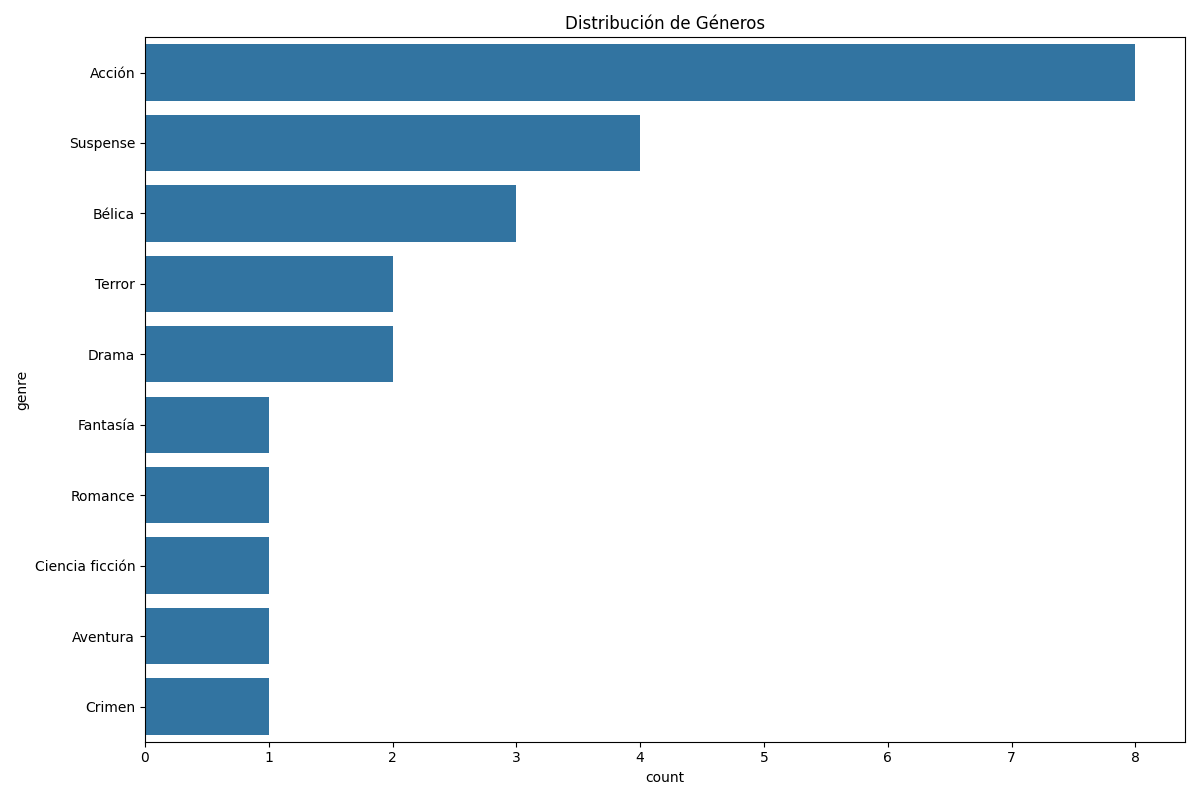 Distribución de Géneros
genre
Acción
Suspense
Bélica
Terror
Drama
Fantasía
Romance
Ciencia ficción
Aventura
Crimen
0 1 2 3 4 5 6 7 8
count